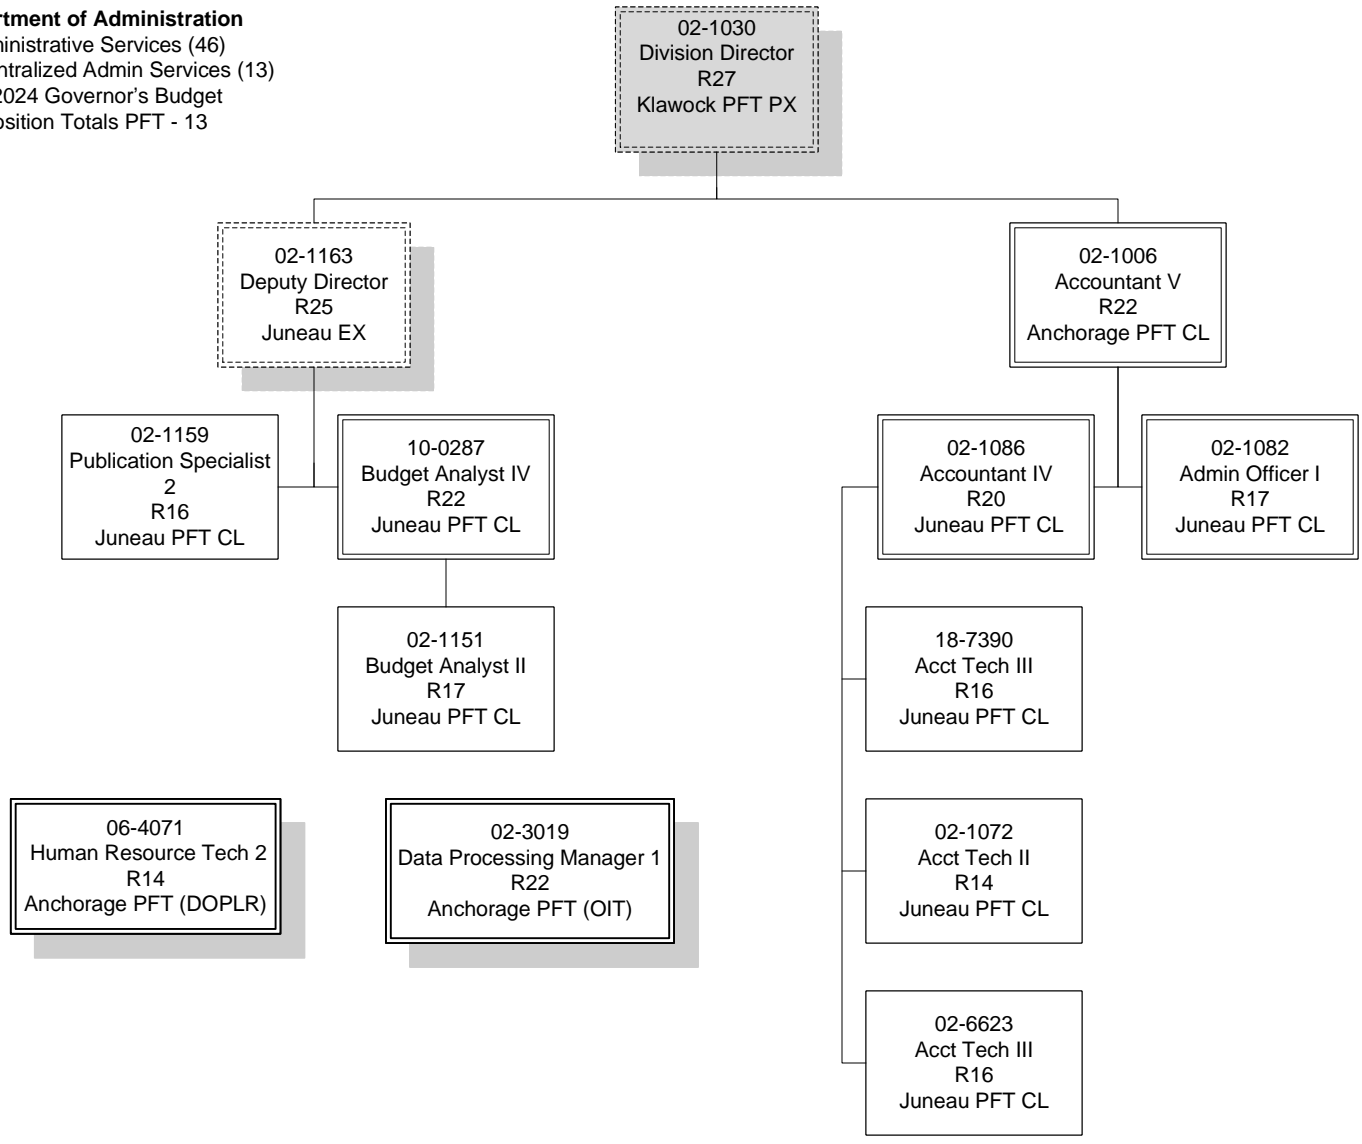 rtment of Administration
ninistrative Services (46)
ntralized Admin Services (13)
2024 Governor's Budget
osition Totals PFT - 13
02-1030
Division Director
R27
Klawock PFT PX
02-1163
Deputy Director
R25
Juneau EX
02-1006
Accountant V
R22
Anchorage PFT CL
02-1159
Publication Specialist
2
R16
Juneau PFT CL
10-0287
Budget Analyst IV
R22
Juneau PFT CL
02-1086
Accountant IV
R20
Juneau PFT CL
02-1082
Admin Officer I
R17
Juneau PFT CL
02-1151
Budget Analyst II
R17
Juneau PFT CL
18-7390
Acct Tech III
R16
Juneau PFT CL
06-4071
Human Resource Tech 2
R14
Anchorage PFT (DOPLR)
02-3019
Data Processing Manager 1
R22
Anchorage PFT (OIT)
02-1072
Acct Tech II
R14
Juneau PFT CL
02-6623
Acct Tech III
R16
Juneau PFT CL